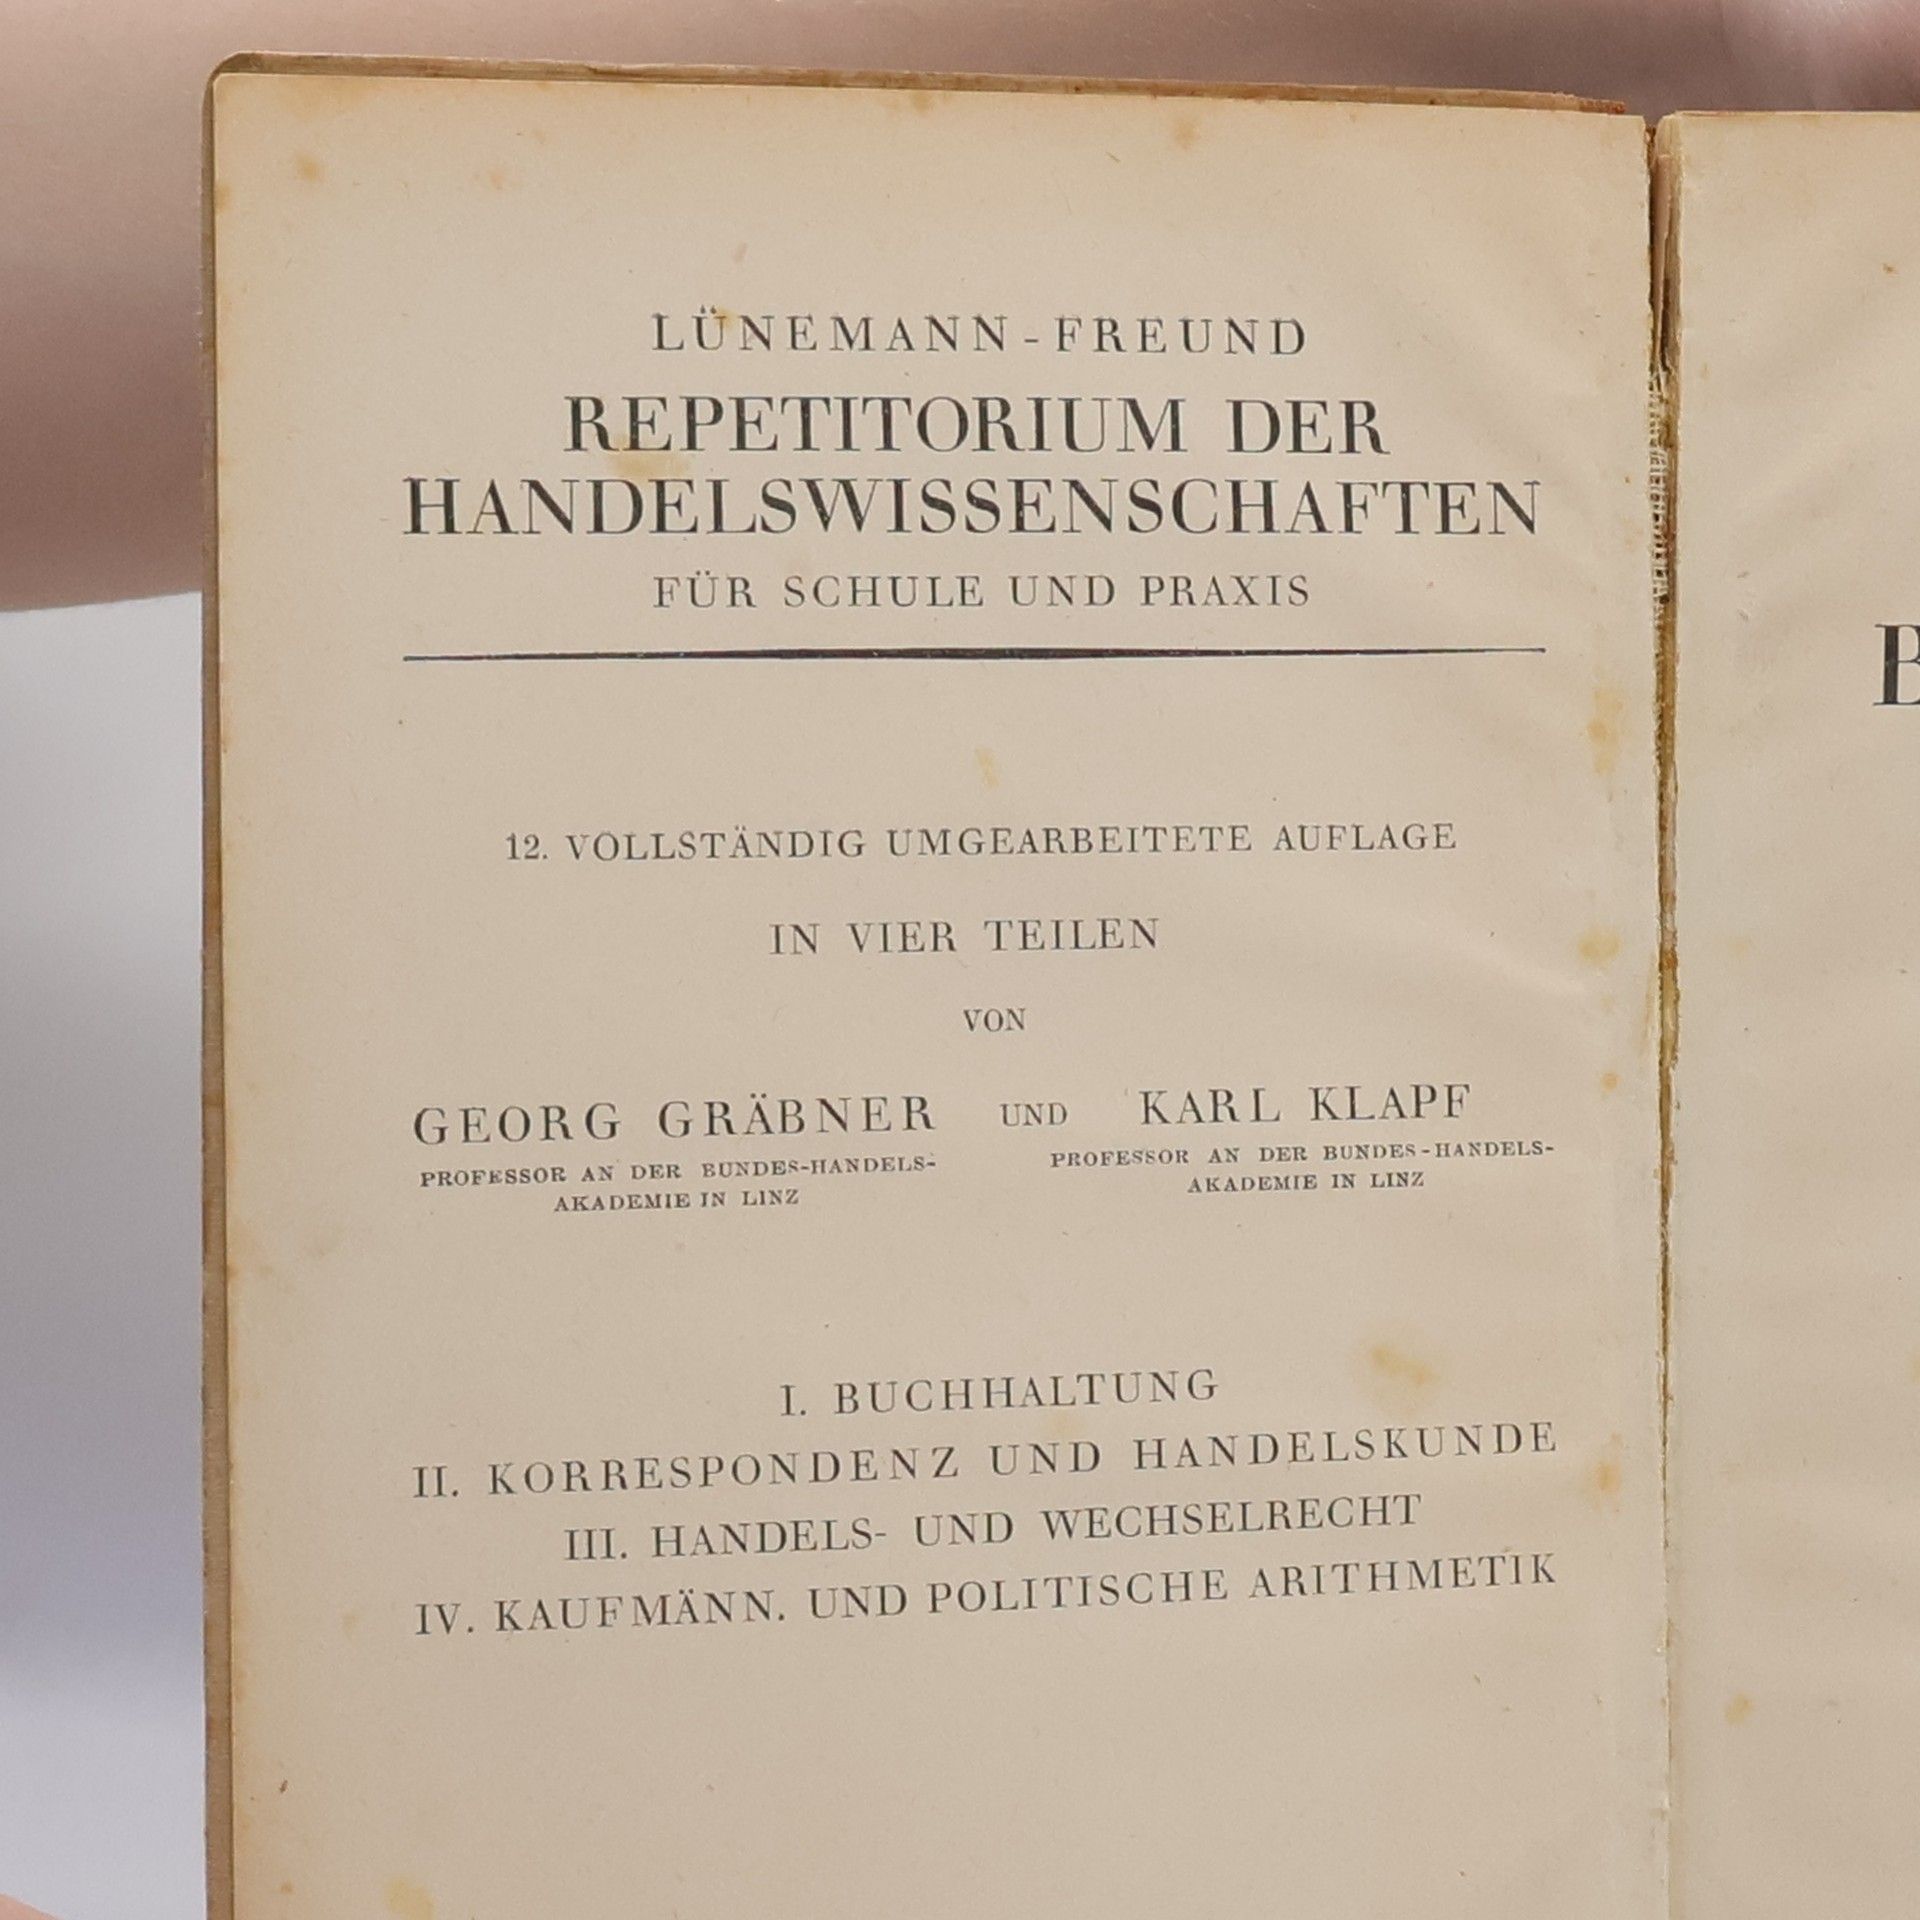 LÜNEMANN-FREUND
REPETITORIUM DER
HANDELSWISSENSCHAFTEN
FÜR SCHULE UND PRAXIS
12. VOLLSTÄNDIG UMGEARBEITETE AUFLAGE
IN VIER TEILEN
VON
GEORG GRÄBNER UND KARL KLAPF
PROFESSOR AN DER BUNDES-HANDELS-
AKADEMIE IN LINZ
PROFESSOR AN DER BUNDES-HANDELS-
AKADEMIE IN LINZ
I. BUCHHALTUNG
II. KORRESPONDENZ UND HANDELSKUNDE
III. HANDELS- UND WECHSELRECHT
IV. KAUFMÄNN. UND POLITISCHE ARITHMETIK